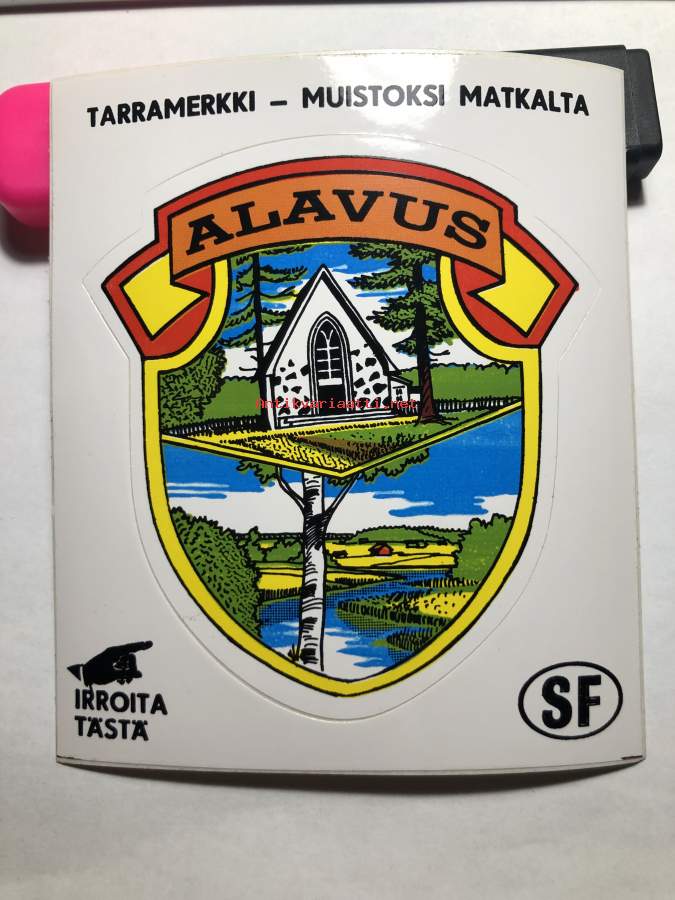 TARRAMERKKI – MUISTOKSI MATKALTA
ALAVUS
Antikvariaatti.net
IRROITA
TÄSTÄ
SF